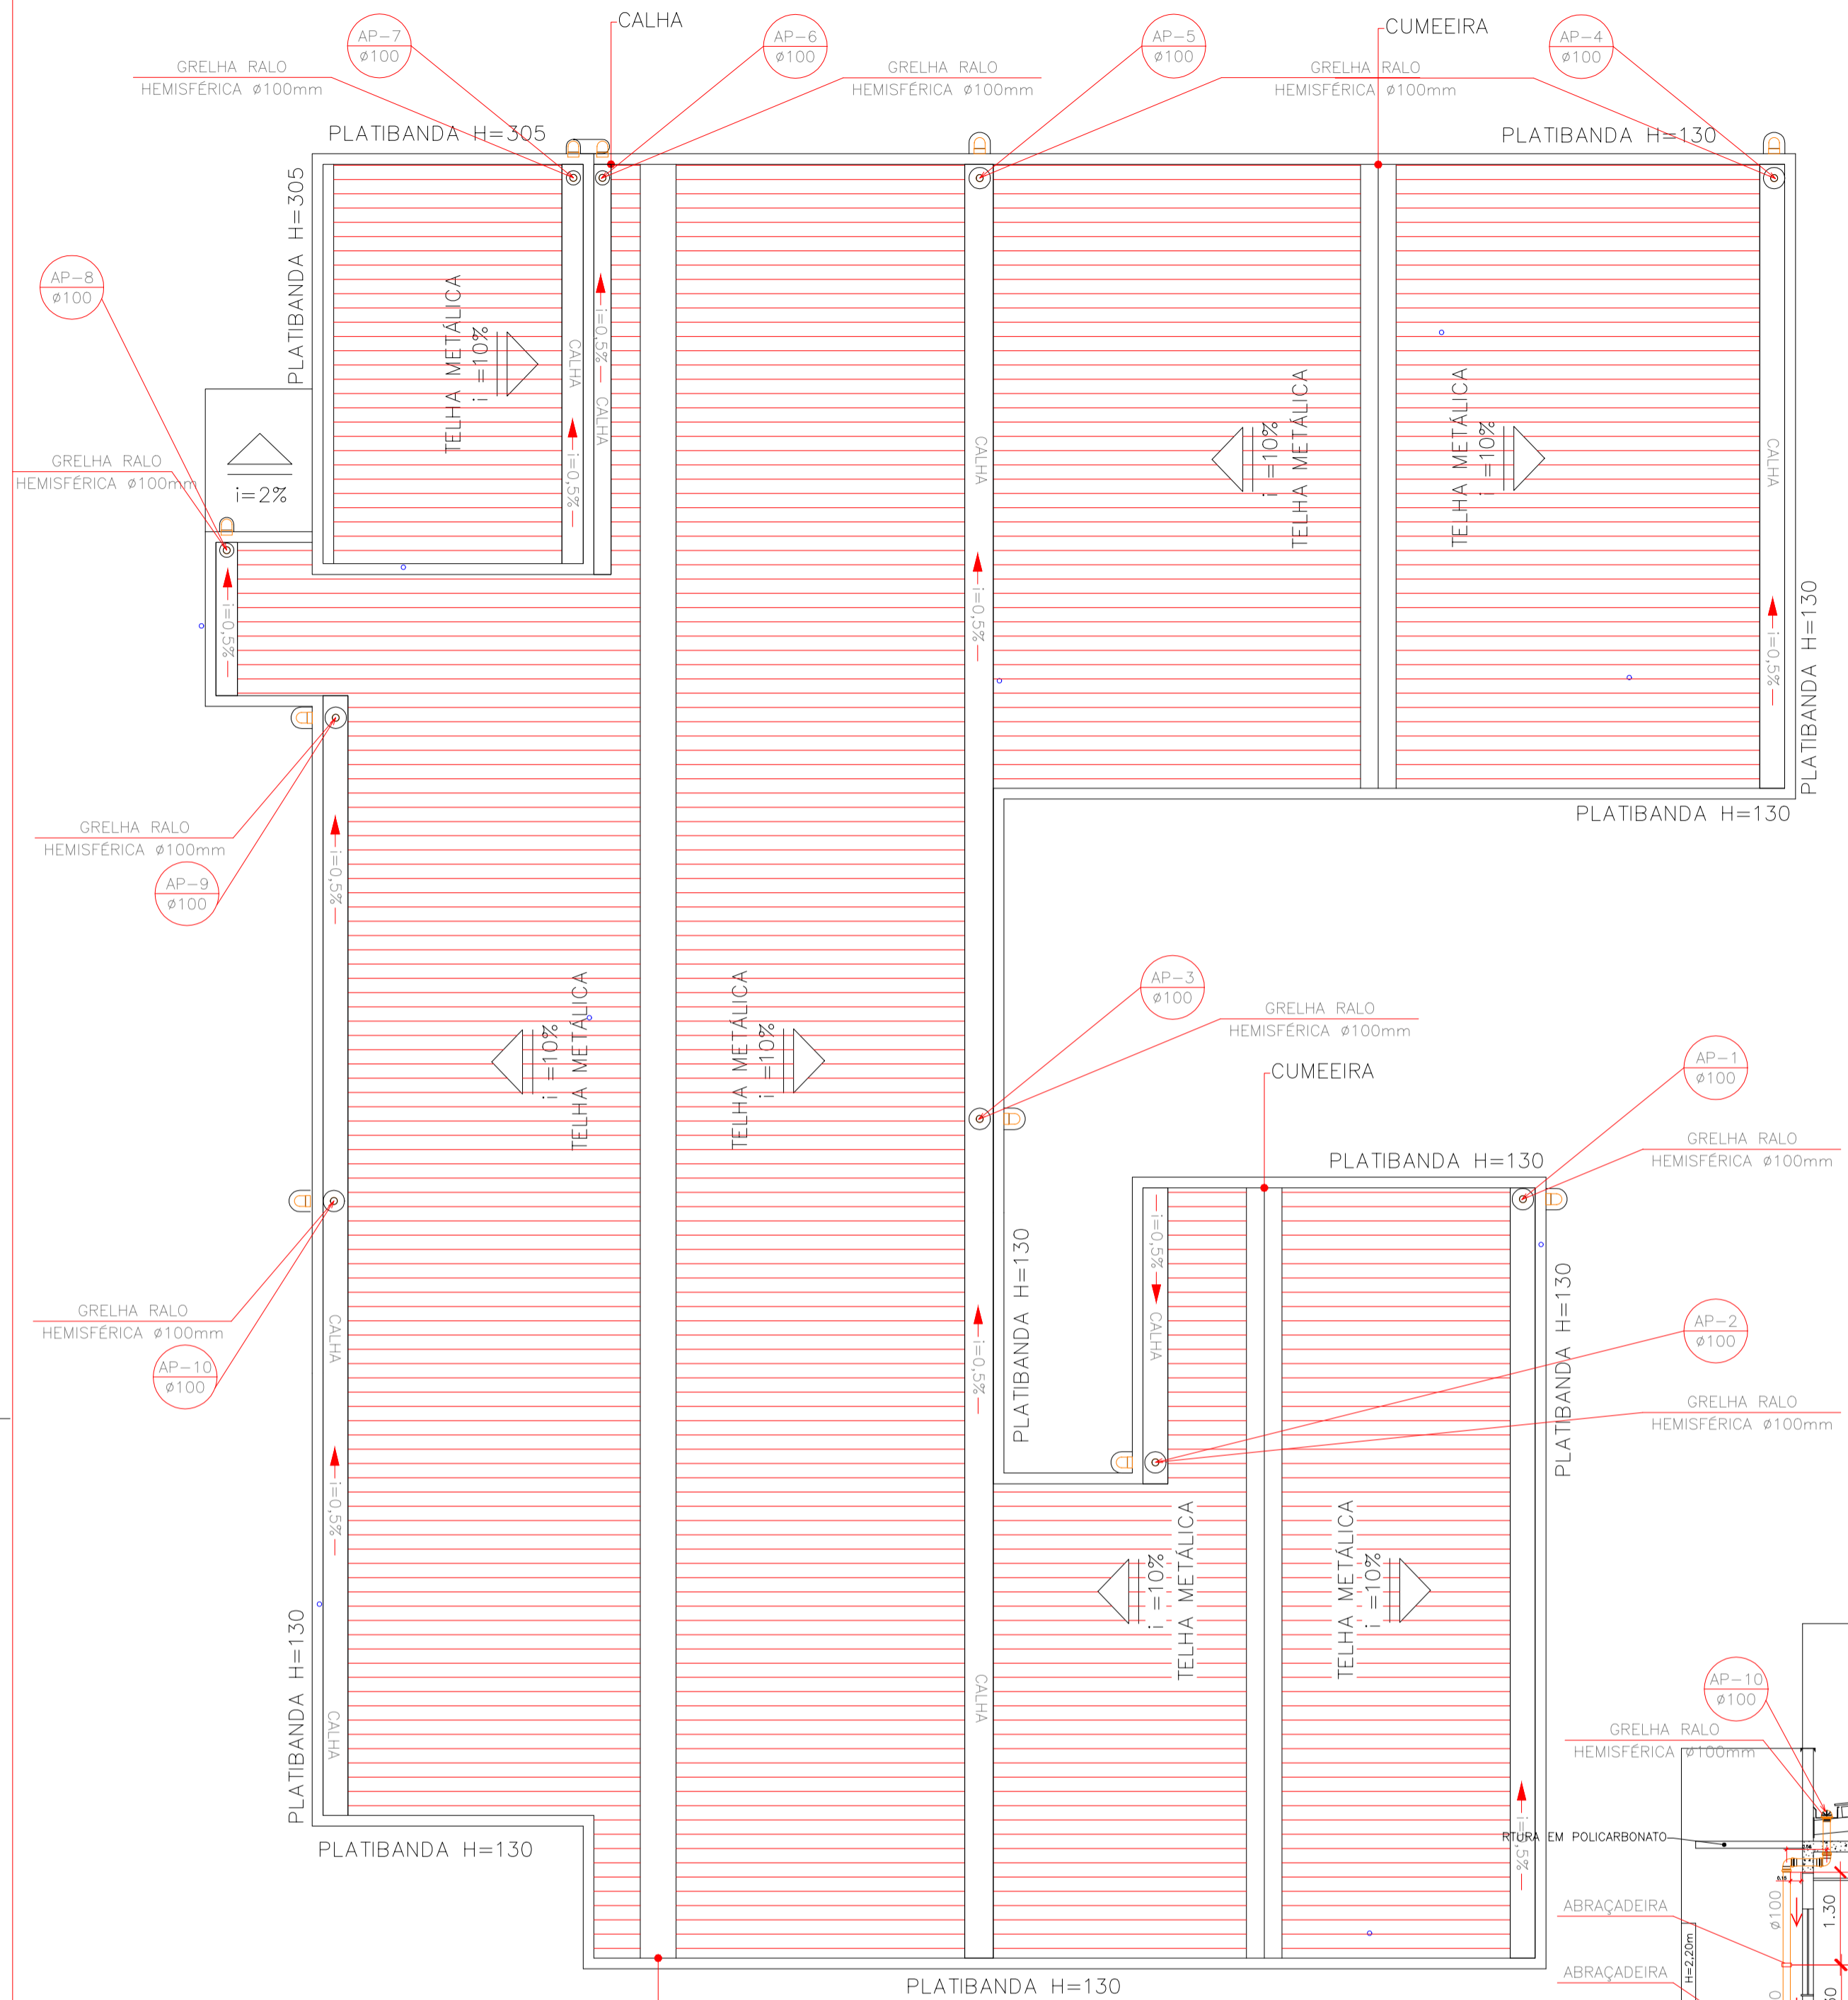 CALHA
CUMEEIRA
AP-7
ø100
AP-6
ø100
AP-5
ø100
AP-4
ø100
GRELHA RALO
HEMISFÉRICA ø100mm
GRELHA RALO
HEMISFÉRICA ø100mm
GRELHA RALO
HEMISFÉRICA ø100mm
PLATIBANDA H=305
PLATIBANDA H=130
PLATIBANDA H=305
AP-8
ø100
TELHA METÁLICA
i =10%
CALHA
i=0,5%
i=0,5%
CALHA
CALHA
i=0,5%
i=10%
TELHA METÁLICA
TELHA METÁLICA
i =10%
CALHA
i=0,5%
GRELHA RALO
HEMISFÉRICA ø100mm
i=2%
i=0,5%
PLATIBANDA H=130
PLATIBANDA H=130
GRELHA RALO
HEMISFÉRICA ø100mm
AP-9
ø100
i=0,5%
AP-3
ø100
GRELHA RALO
HEMISFÉRICA ø100mm
i =10%
TELHA METÁLICA
TELHA METÁLICA
i =10%
CUMEEIRA
AP-1
ø100
GRELHA RALO
HEMISFÉRICA ø100mm
PLATIBANDA H=130
GRELHA RALO
HEMISFÉRICA ø100mm
AP-10
ø100
CALHA
i=0,5%
i=0,5%
PLATIBANDA H=130
i=0,5%
CALHA
PLATIBANDA H=130
AP-2
ø100
GRELHA RALO
HEMISFÉRICA ø100mm
i =10%
TELHA METÁLICA
TELHA METÁLICA
i =10%
PLATIBANDA H=130
CALHA
CALHA
i=0,5%
PLATIBANDA H=130
PLATIBANDA H=130
AP-10
ø100
GRELHA RALO
HEMISFÉRICA ø100mm
RTURA EM POLICARBONATO
ø100
1.30
ABRAÇADEIRA
H=2,20m
ABRAÇADEIRA